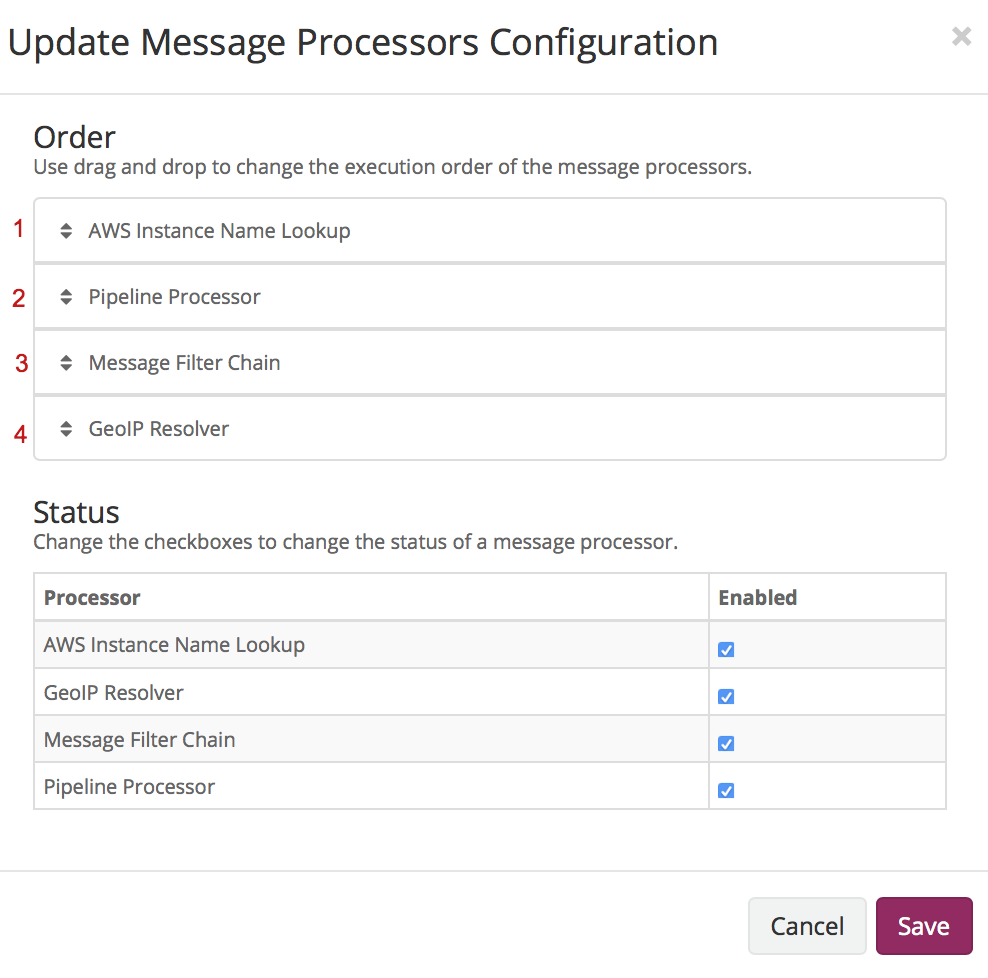 Update Message Processors Configuration ×
Order
Use drag and drop to change the execution order of the message processors.
1 AWS Instance Name Lookup
2 Pipeline Processor
3 Message Filter Chain
4 GeoIP Resolver
Status
Change the checkboxes to change the status of a message processor.
Processor Enabled
AWS Instance Name Lookup
GeoIP Resolver
Message Filter Chain
Pipeline Processor
Cancel Save